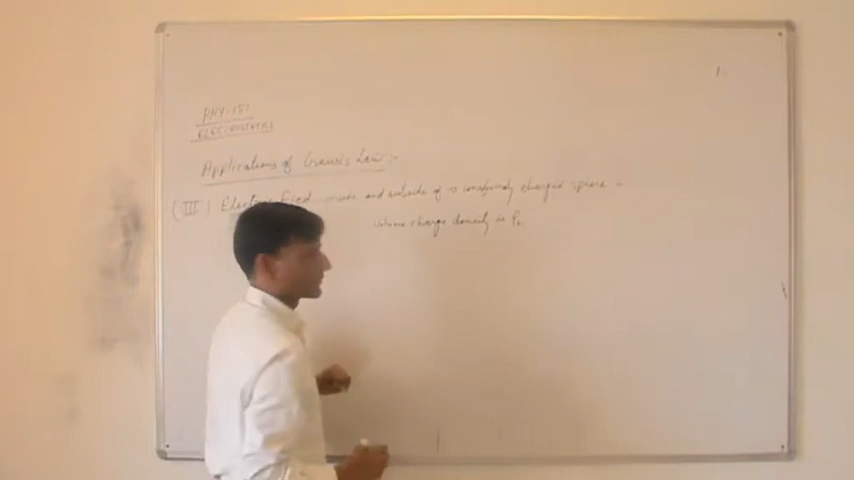 PHY-151
ELECTROSTATICS
Applications of Gauss's Law :-
(III) Electric Field inside and outside of a uniformly charged sphere -
volume charge density is ρ
1.